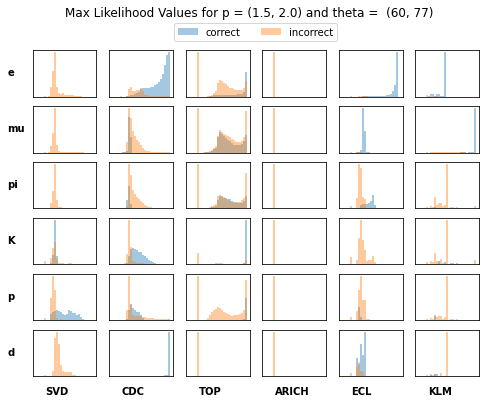 Max Likelihood Values for p = (1.5, 2.0) and theta =  (60, 77)
correct incorrect
e
mu
pi
K
p
d
SVD CDC TOP ARICH ECL KLM